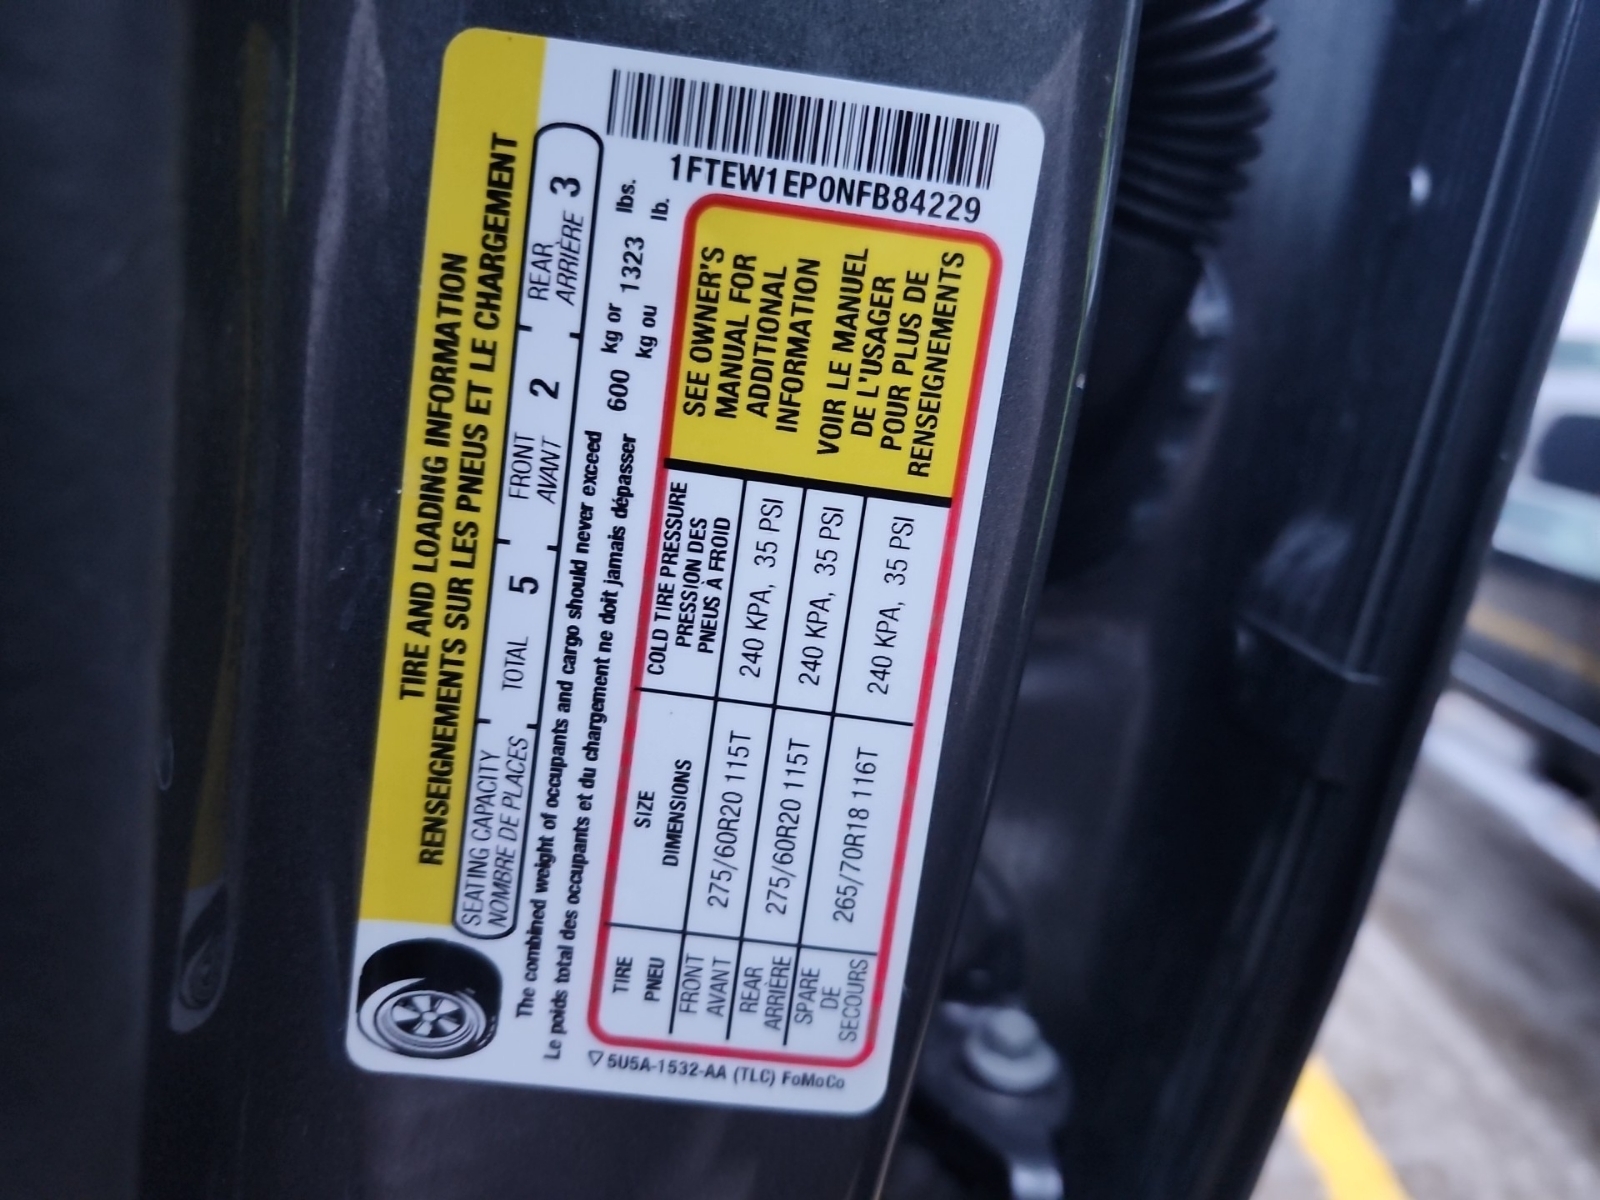 TIRE AND LOADING INFORMATION
RENSEIGNEMENTS SUR LES PNEUS ET LE CHARGEMENT
SEATING CAPACITY TOTAL 5 FRONT 2 REAR 3
NOMBRE DE PLACES AVANT ARRIÈRE
The combined weight of occupants and cargo should never exceed 600 kg or 1323 lbs.
Le poids total des occupants et du chargement ne doit jamais dépasser kg ou lb.
1FTEW1EP0NFB84229
TIRE SIZE COLD TIRE PRESSURE
PNEU DIMENSIONS PRESSION DES
PNEUS À FROID
FRONT
AVANT 275/60R20 115T 240 KPA, 35 PSI
REAR
ARRIÈRE 275/60R20 115T 240 KPA, 35 PSI
SPARE
DE
SECOURS 265/70R18 116T 240 KPA, 35 PSI
SEE OWNER'S
MANUAL FOR
ADDITIONAL
INFORMATION
VOIR LE MANUEL
DE L'USAGER
POUR PLUS DE
RENSEIGNEMENTS
5U5A-1532-AA (TLC) FoMoCo